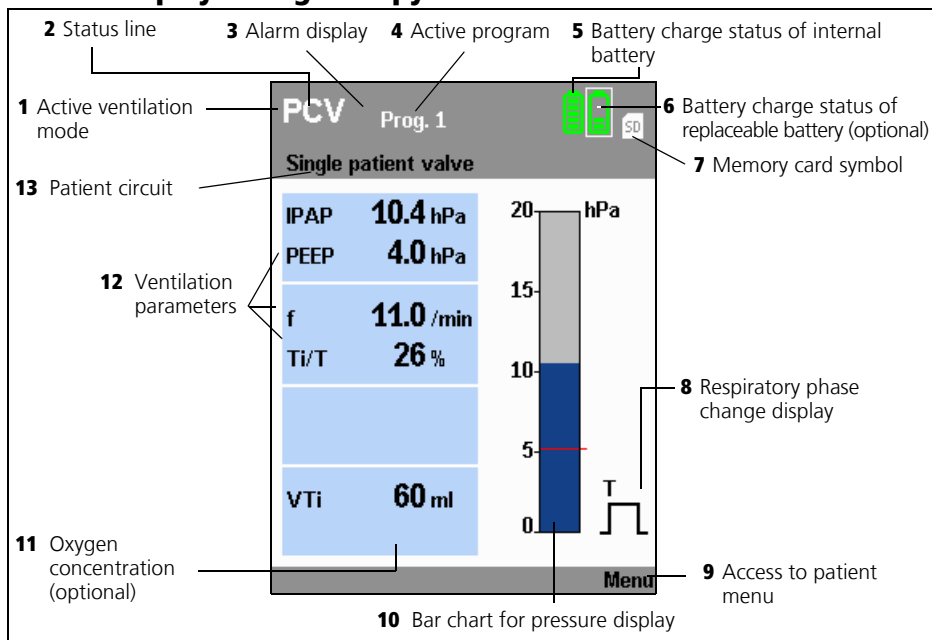 2 Status line
3 Alarm display
4 Active program
5 Battery charge status of internal
battery
1 Active ventilation
mode
PCV
Prog. 1
SD
6 Battery charge status of
replaceable battery (optional)
7 Memory card symbol
Single patient valve
13 Patient circuit
IPAP 10.4 hPa
PEEP 4.0 hPa
12 Ventilation
parameters
f 11.0 /min
Ti/T 26 %
VTi 60 ml
20 hPa
15
10
5
0
T
8 Respiratory phase
change display
11 Oxygen
concentration
(optional)
Menu
9 Access to patient
menu
10 Bar chart for pressure display